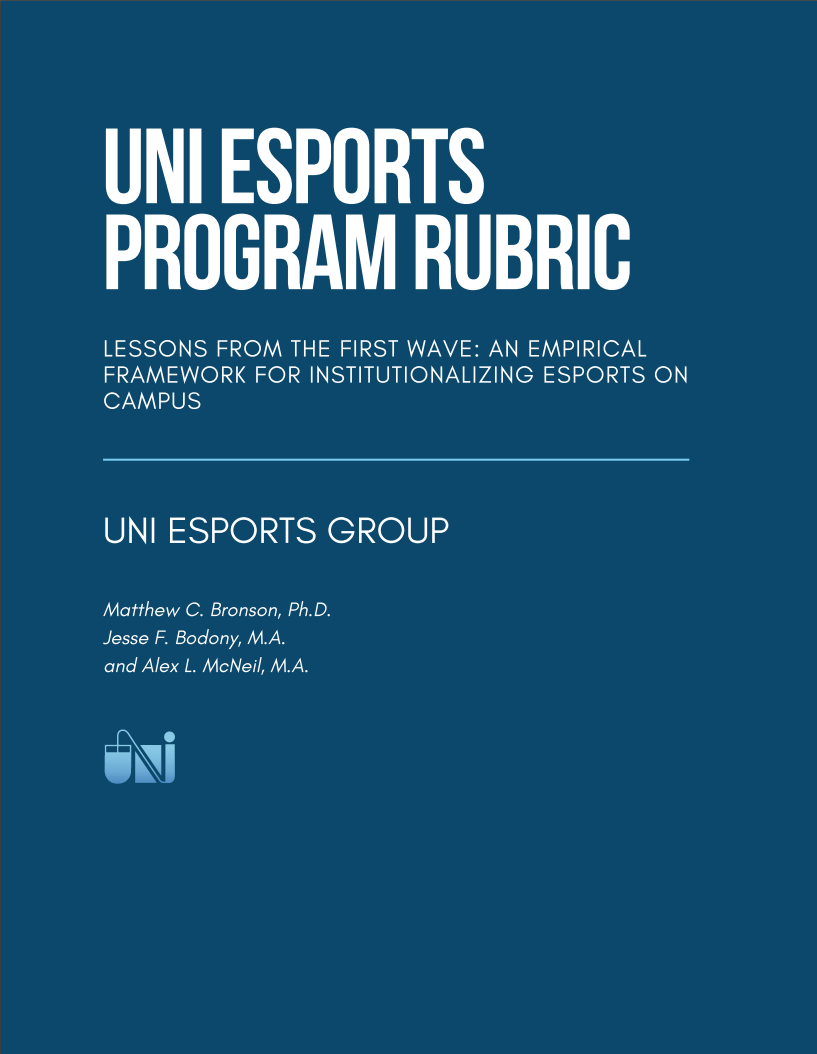 UNI ESPORTS
PROGRAM RUBRIC
LESSONS FROM THE FIRST WAVE: AN EMPIRICAL
FRAMEWORK FOR INSTITUTIONALIZING ESPORTS ON
CAMPUS
UNI ESPORTS GROUP
Matthew C. Bronson, Ph.D.
Jesse F. Bodony, M.A.
and Alex L. McNeil, M.A.
UNi